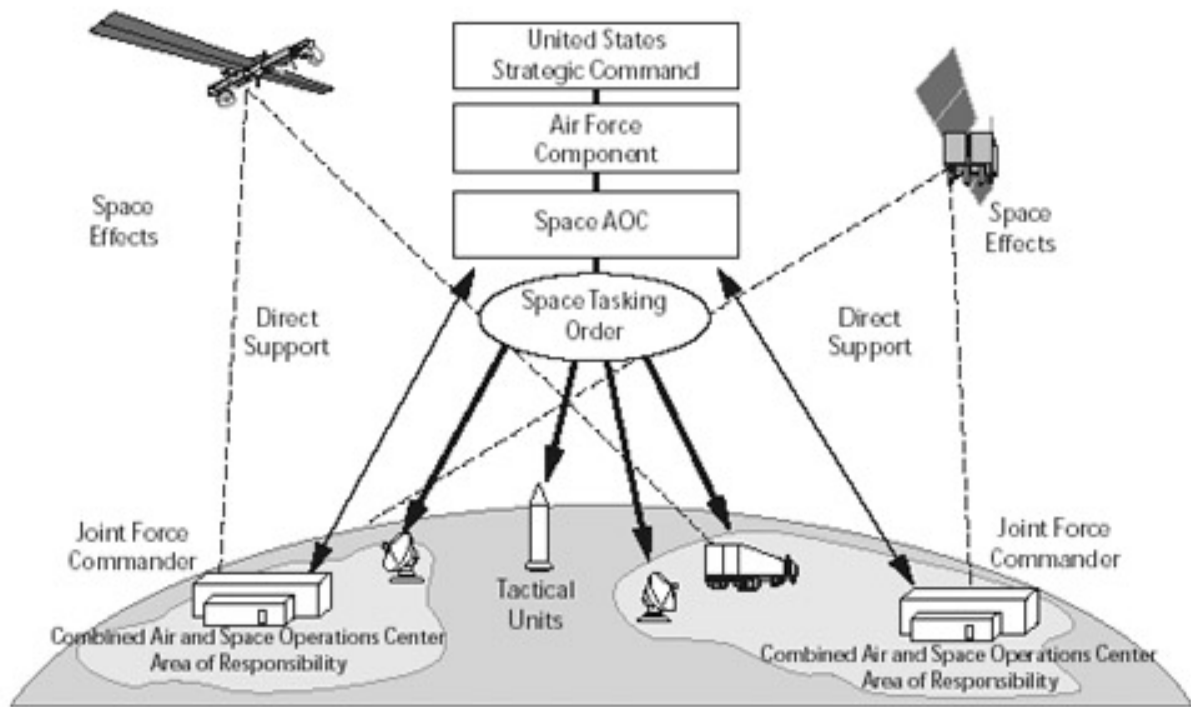 United States
Strategic Command
Air Force
Component
Space AOC
Space
Effects
Space
Effects
Space Tasking
Order
Direct
Support
Direct
Support
Joint Force
Commander
Joint Force
Commander
Tactical
Units
Combined Air and Space Operations Center
Area of Responsibility
Combined Air and Space Operations Center
Area of Responsibility